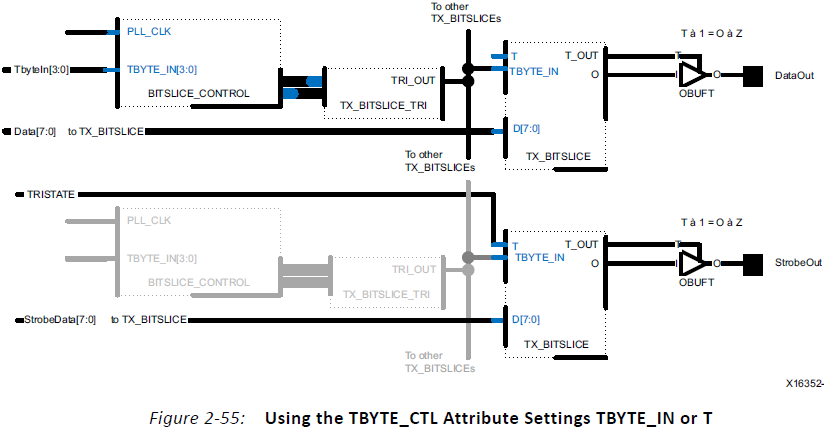 To other
TX_BITSLICEs
T à 1 = O à Z
PLL_CLK
T
T_OUT
T
TbyteIn[3:0]
TBYTE_IN[3:0]
TRI_OUT
TBYTE_IN
O
I
O
DataOut
BITSLICE_CONTROL
TX_BITSLICE_TRI
OBUFT
Data[7:0] to TX_BITSLICE
D[7:0]
To other
TX_BITSLICEs
TX_BITSLICE
TRISTATE
PLL_CLK
T à 1 = O à Z
T
T_OUT
T
TBYTE_IN[3:0]
TRI_OUT
TBYTE_IN
O
I
O
StrobeOut
BITSLICE_CONTROL
TX_BITSLICE_TRI
OBUFT
StrobeData[7:0] to TX_BITSLICE
D[7:0]
TX_BITSLICE
To other
TX_BITSLICEs
X16352-
Figure 2-55: Using the TBYTE_CTL Attribute Settings TBYTE_IN or T